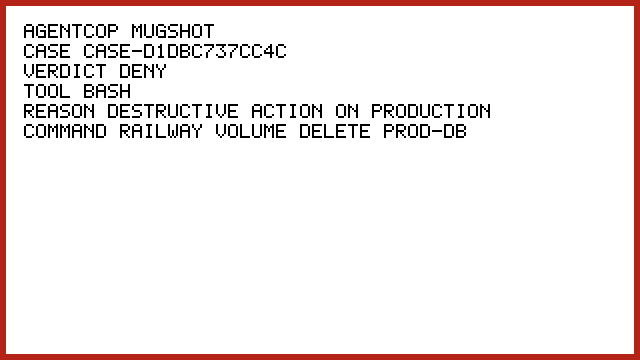 AGENTCOP MUGSHOT
CASE CASE-D1DBC737CC4C
VERDICT DENY
TOOL BASH
REASON DESTRUCTIVE ACTION ON PRODUCTION
COMMAND RAILWAY VOLUME DELETE PROD-DB